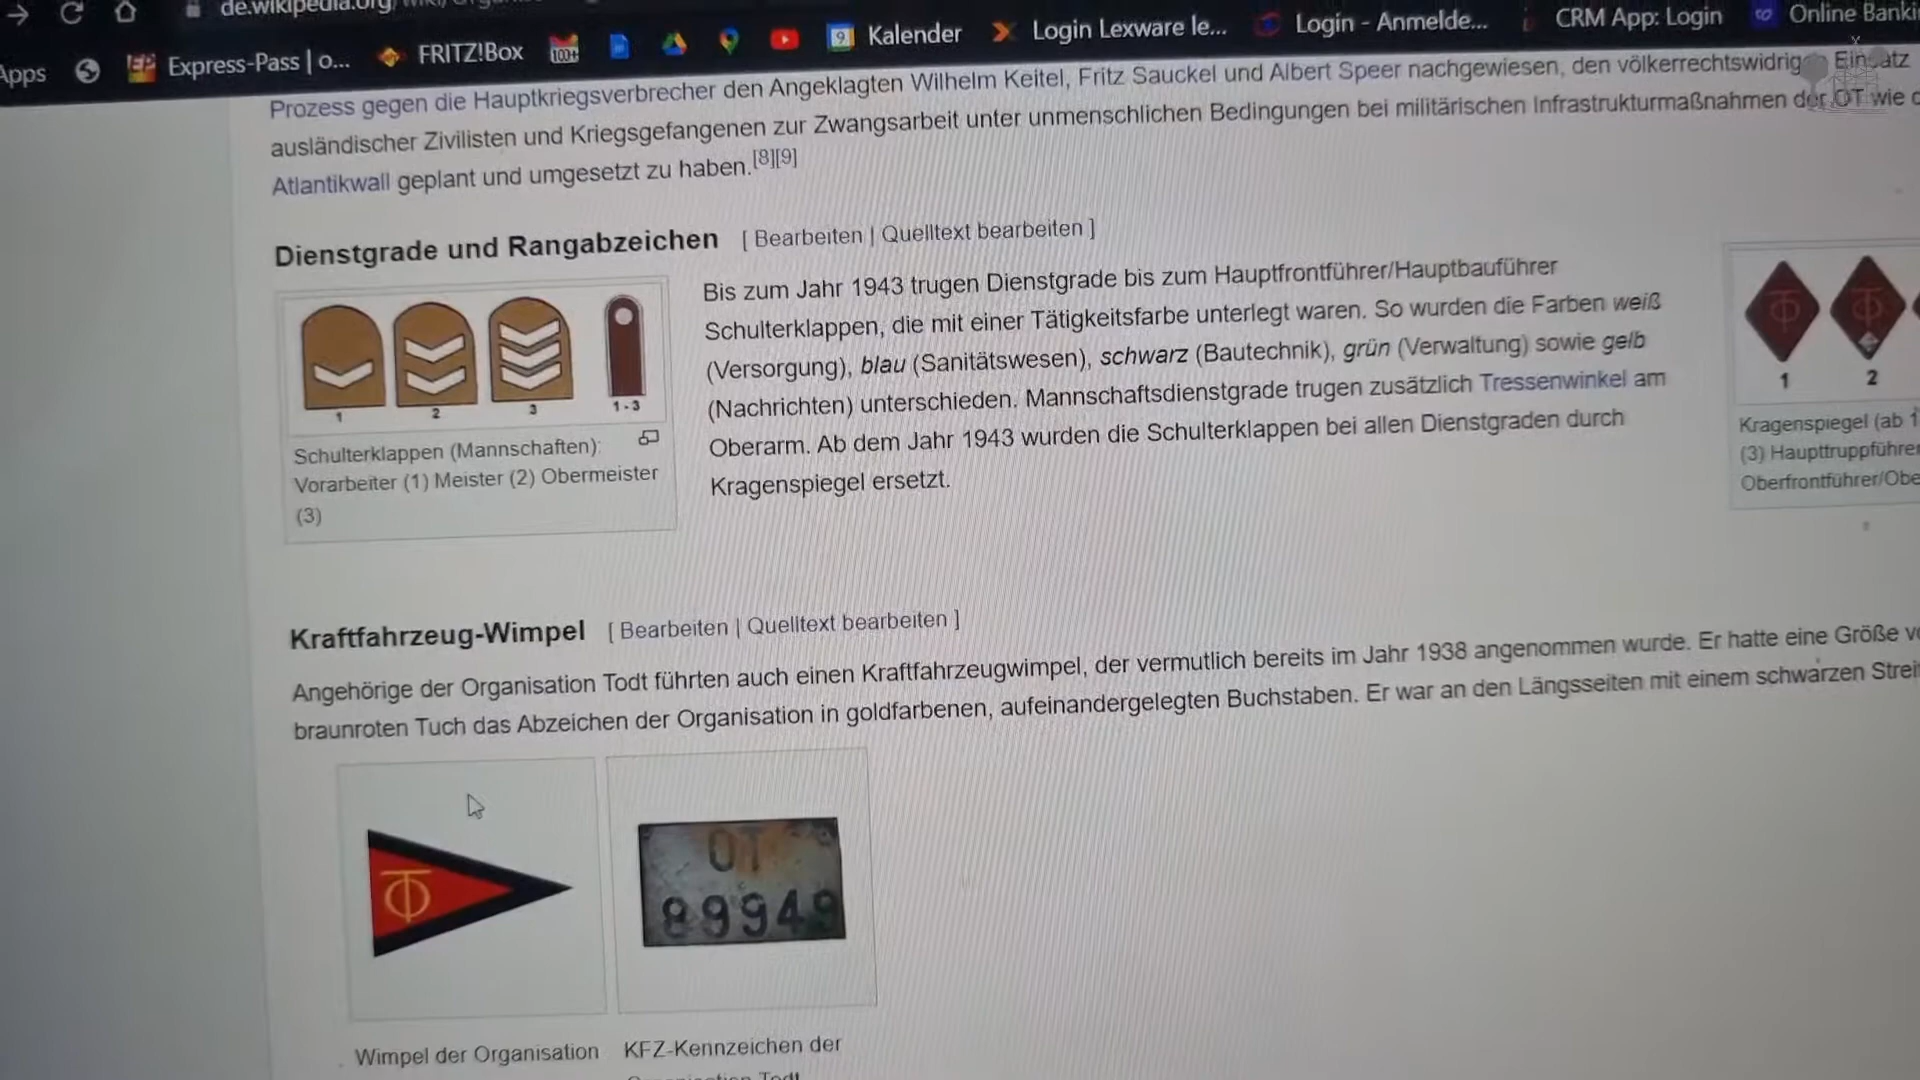 de.wikipedia.org
Apps Express-Pass | o... FRITZ!Box Kalender Login Lexware le... Login - Anmelde... CRM App: Login Online Banki
Prozess gegen die Hauptkriegsverbrecher den Angeklagten Wilhelm Keitel, Fritz Sauckel und Albert Speer nachgewiesen, den völkerrechtswidrig Einsatz
ausländischer Zivilisten und Kriegsgefangenen zur Zwangsarbeit unter unmenschlichen Bedingungen bei militärischen Infrastrukturmaßnahmen der OT wie
Atlantikwall geplant und umgesetzt zu haben.[8][9]
Dienstgrade und Rangabzeichen [ Bearbeiten | Quelltext bearbeiten ]
1 2 3 1-3
Schulterklappen (Mannschaften):
Vorarbeiter (1) Meister (2) Obermeister
(3)
Bis zum Jahr 1943 trugen Dienstgrade bis zum Hauptfrontführer/Hauptbauführer
Schulterklappen, die mit einer Tätigkeitsfarbe unterlegt waren. So wurden die Farben weiß
(Versorgung), blau (Sanitätswesen), schwarz (Bautechnik), grün (Verwaltung) sowie gelb
(Nachrichten) unterschieden. Mannschaftsdienstgrade trugen zusätzlich Tressenwinkel am
Oberarm. Ab dem Jahr 1943 wurden die Schulterklappen bei allen Dienstgraden durch
Kragenspiegel ersetzt.
1 2
Kragenspiegel (ab 1
(3) Haupttruppführer
Oberfrontführer/Obe
Kraftfahrzeug-Wimpel [ Bearbeiten | Quelltext bearbeiten ]
Angehörige der Organisation Todt führten auch einen Kraftfahrzeugwimpel, der vermutlich bereits im Jahr 1938 angenommen wurde. Er hatte eine Größe vo
braunroten Tuch das Abzeichen der Organisation in goldfarbenen, aufeinandergelegten Buchstaben. Er war an den Längsseiten mit einem schwarzen Strei
OT
89949
Wimpel der Organisation
KFZ-Kennzeichen der
Organisation Todt